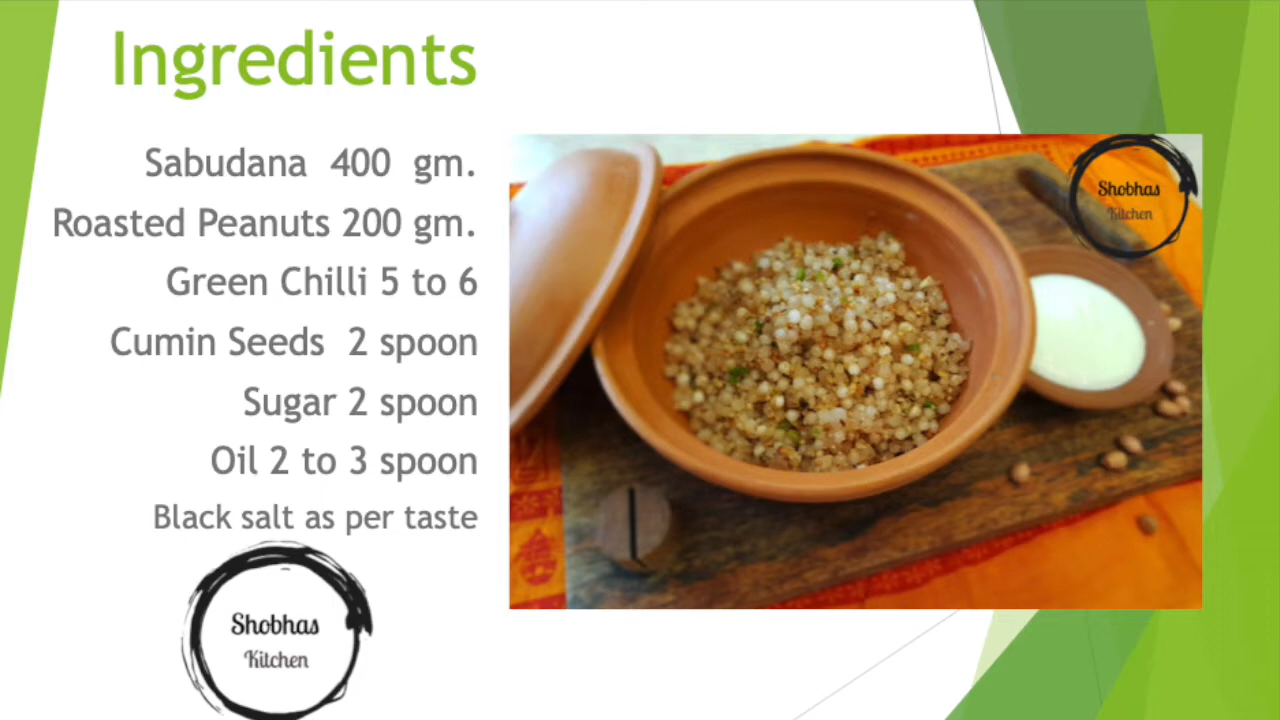 Ingredients
Sabudana 400 gm.
Roasted Peanuts 200 gm.
Green Chilli 5 to 6
Cumin Seeds 2 spoon
Sugar 2 spoon
Oil 2 to 3 spoon
Black salt as per taste
Shobhas
Kitchen
Shobhas
Kitchen